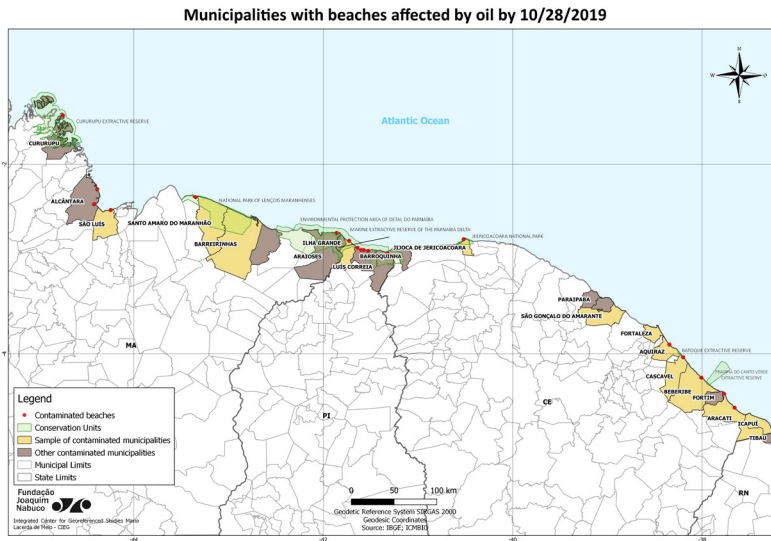 Municipalities with beaches affected by oil by 10/28/2019
N
W
E
S
Atlantic Ocean
CURURUPU EXTRACTIVE RESERVE
CURURUPU
-2
ALCÂNTARA
SÃO LUÍS
NATIONAL PARK OF LENÇOIS MARANHENSES
SANTO AMARO DO MARANHÃO
ENVIRONMENTAL PROTECTION AREA OF DETAL DO PARNAÍBA
MARINE EXTRACTIVE RESERVE OF THE PARNAIBA DELTA
JERICOACOARA NATIONAL PARK
BARREIRINHAS
ILHA GRANDE
JIJOCA DE JERICOACOARA
ARAIOSES
BARROQUINHA
LUÍS CORREIA
PARAIPABA
SÃO GONÇALO DO AMARANTE
FORTALEZA
MA
AQUIRAZ
BATOQUE EXTRACTIVE RESERVE
-4
CASCAVEL
PRAINHA DO CANTO VERDE
EXTRACTIVE RESERVE
BEBERIBE
FORTIM
PI
CE
ARACATI
ICAPUÍ
TIBAU
RN
Legend
Contaminated beaches
Conservation Units
Sample of contaminated municipalities
Other contaminated municipalities
Municipal Limits
State Limits
Fundação
Joaquim
Nabuco
Integrated Center for Georeferenced Studies Mario
Lacerda de Melo - CIEG
0 50 100 km
Geodetic Reference System SIRGAS 2000
Geodesic Coordinates
Source: IBGE; ICMBIO
-44
-42
-40
-38